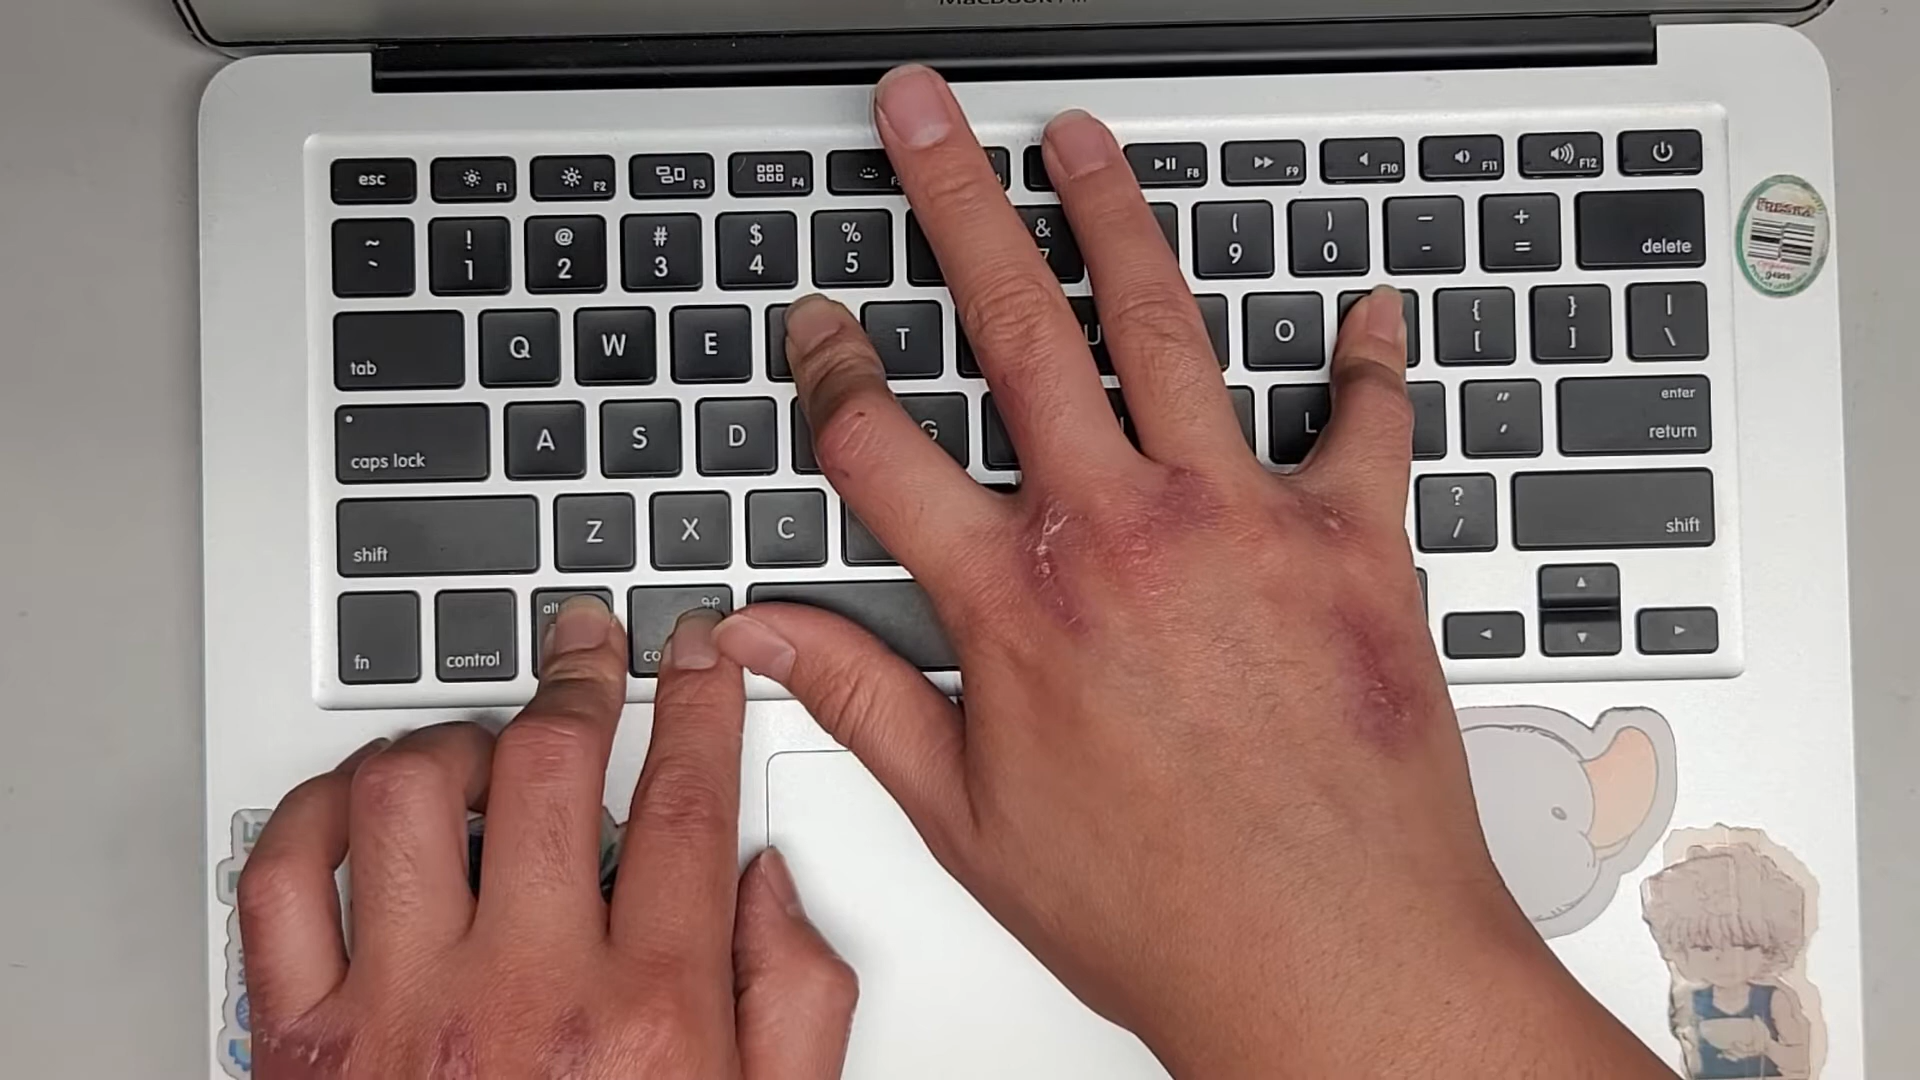 esc F1 F2 F3 F4 F8 F9 F10 F11 F12
~ ! @ # $ % & ( ) _ +
` 1 2 3 4 5 7 9 0 - = delete
tab Q W E T U O { [ } ] | \
caps lock A S D G L " ' enter return
shift Z X C ? / shift
fn control alt ⌘